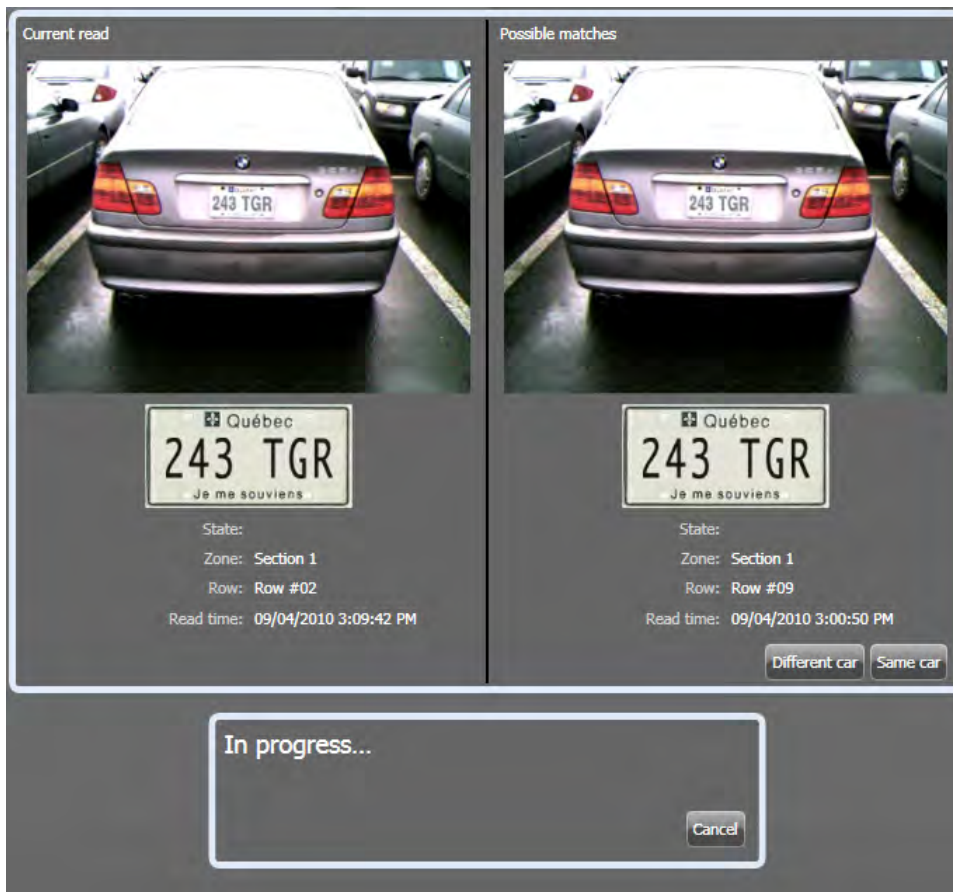 Current read
243 TGR
Québec
243 TGR
Je me souviens
State:
Zone: Section 1
Row: Row #02
Read time: 09/04/2010 3:09:42 PM
Possible matches
243 TGR
Québec
243 TGR
Je me souviens
State:
Zone: Section 1
Row: Row #09
Read time: 09/04/2010 3:00:50 PM
Different car
Same car
In progress...
Cancel